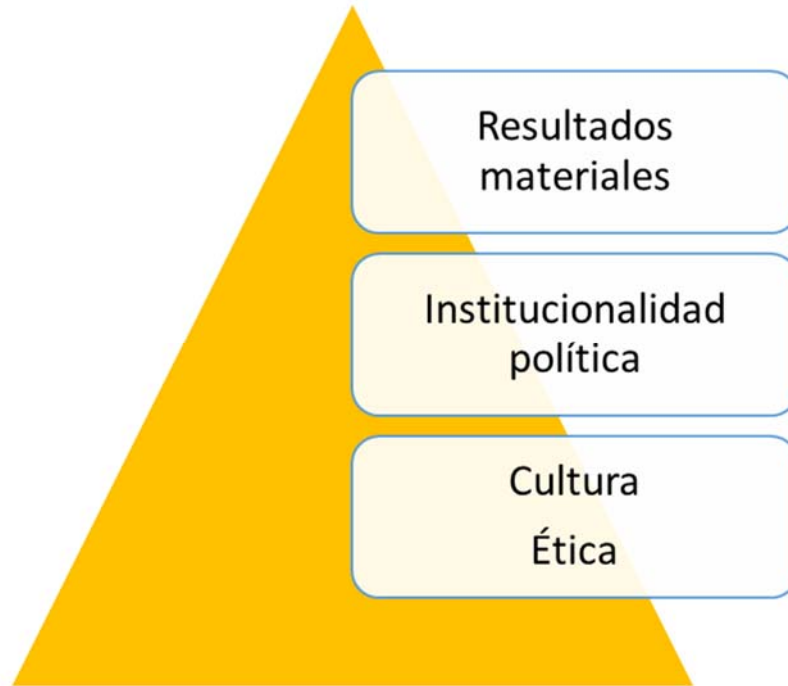 Resultados
materiales
Institucionalidad
política
Cultura
Ética